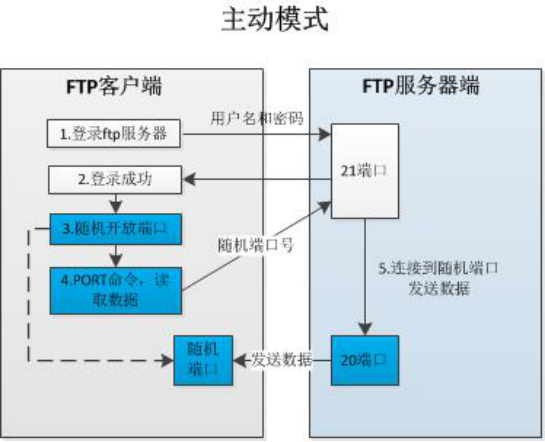 主动模式
FTP客户端
FTP服务器端
用户名和密码
1.登录ftp服务器
21端口
2.登录成功
3.随机开放端口
随机端口号
4.PORT命令，读
取数据
5.连接到随机端口
发送数据
随机
端口
发送数据
20端口